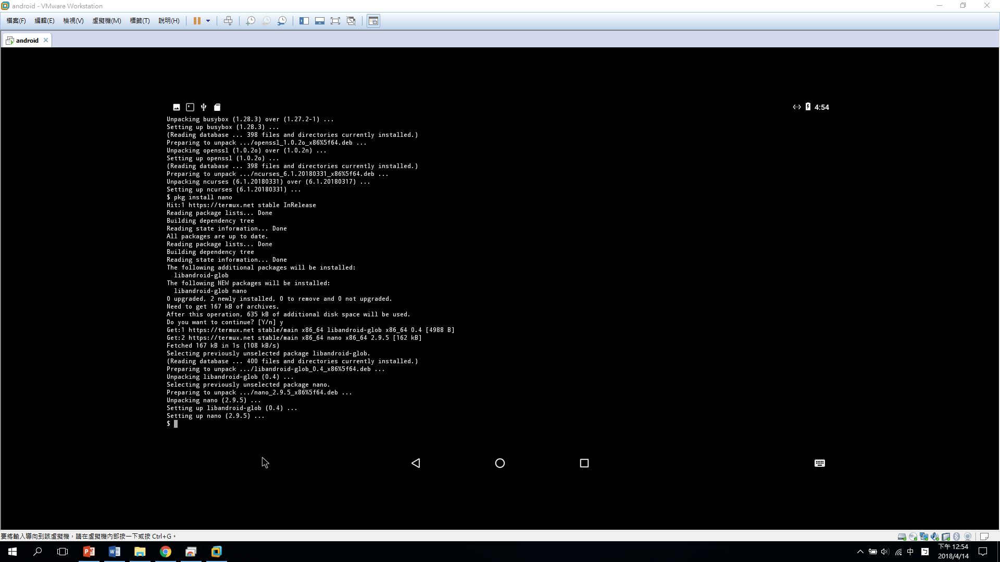 android - VMware Workstation
檔案(F) 編輯(E) 檢視(V) 虛擬機(M) 標籤(T) 說明(H)
android
4:54
Unpacking busybox (1.28.3) over (1.27.2-1) ...
Setting up busybox (1.28.3) ...
(Reading database ... 398 files and directories currently installed.)
Preparing to unpack .../openssl_1.0.2o_x86%5f64.deb ...
Unpacking openssl (1.0.2o) over (1.0.2n) ...
Setting up openssl (1.0.2o) ...
(Reading database ... 398 files and directories currently installed.)
Preparing to unpack .../ncurses_6.1.20180331_x86%5f64.deb ...
Unpacking ncurses (6.1.20180331) over (6.1.20180317) ...
Setting up ncurses (6.1.20180331) ...
$ pkg install nano
Hit:1 https://termux.net stable InRelease
Reading package lists... Done
Building dependency tree
Reading state information... Done
All packages are up to date.
Reading package lists... Done
Building dependency tree
Reading state information... Done
The following additional packages will be installed:
  libandroid-glob
The following NEW packages will be installed:
  libandroid-glob nano
0 upgraded, 2 newly installed, 0 to remove and 0 not upgraded.
Need to get 167 kB of archives.
After this operation, 635 kB of additional disk space will be used.
Do you want to continue? [Y/n] y
Get:1 https://termux.net stable/main x86_64 libandroid-glob x86_64 0.4 [4988 B]
Get:2 https://termux.net stable/main x86_64 nano x86_64 2.9.5 [162 kB]
Fetched 167 kB in 1s (108 kB/s)
Selecting previously unselected package libandroid-glob.
(Reading database ... 400 files and directories currently installed.)
Preparing to unpack .../libandroid-glob_0.4_x86%5f64.deb ...
Unpacking libandroid-glob (0.4) ...
Selecting previously unselected package nano.
Preparing to unpack .../nano_2.9.5_x86%5f64.deb ...
Unpacking nano (2.9.5) ...
Setting up libandroid-glob (0.4) ...
Setting up nano (2.9.5) ...
$
要將輸入導向到該虛擬機，請在虛擬機內部按一下或按 Ctrl+G。
中 ㄅ 下午 12:54
2018/4/14